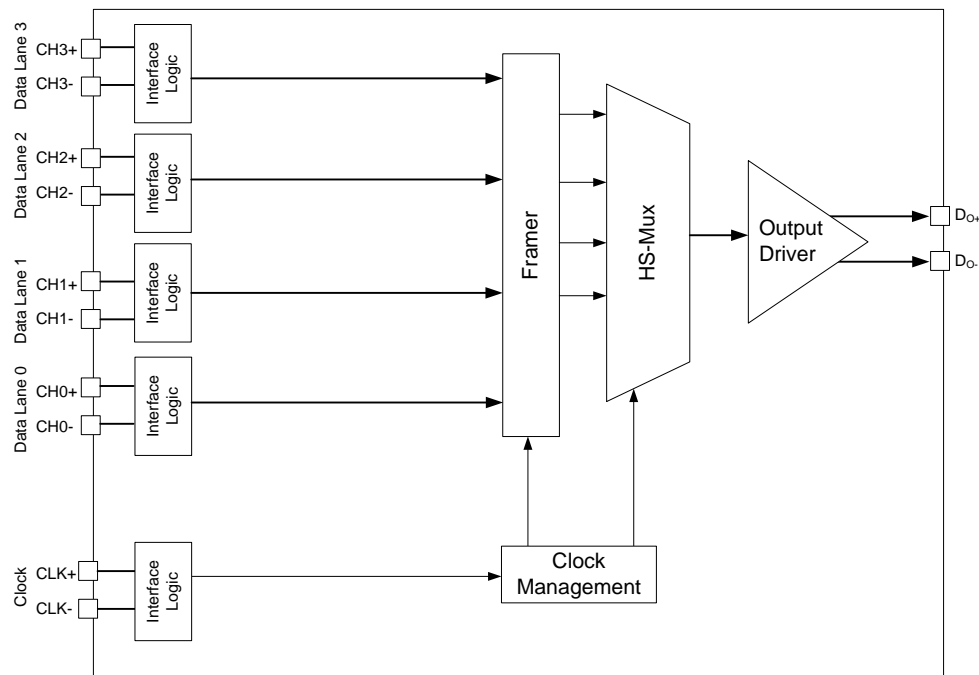 Data Lane 3
CH3+
CH3-
Interface
Logic
Data Lane 2
CH2+
CH2-
Interface
Logic
Data Lane 1
CH1+
CH1-
Interface
Logic
Data Lane 0
CH0+
CH0-
Interface
Logic
Clock
CLK+
CLK-
Interface
Logic
Framer
HS-Mux
Output
Driver
DO+
DO-
Clock
Management